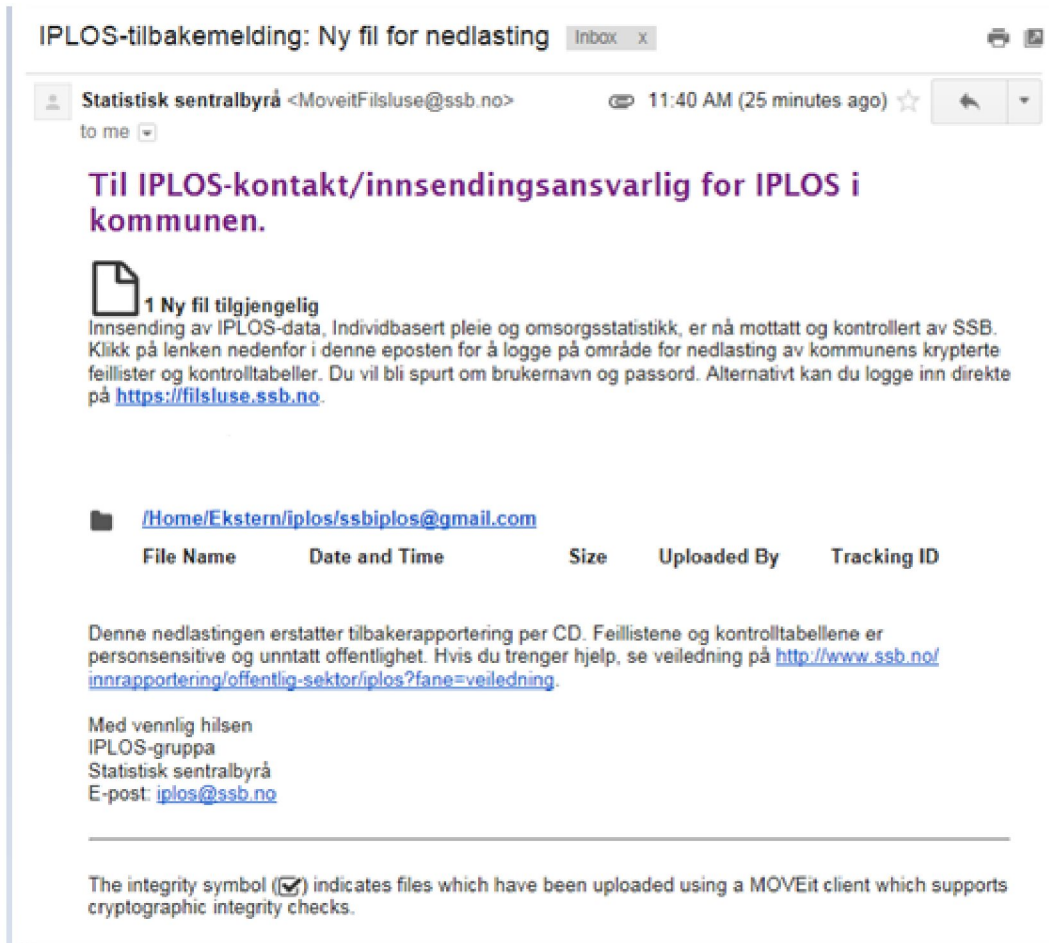 IPLOS-tilbakemelding: Ny fil for nedlasting Inbox x
Statistisk sentralbyrå <MoveitFilsluse@ssb.no> 11:40 AM (25 minutes ago)
to me
Til IPLOS-kontakt/innsendingsansvarlig for IPLOS i
kommunen.
1 Ny fil tilgjengelig
Innsending av IPLOS-data, Individbasert pleie og omsorgsstatistikk, er nå mottatt og kontrollert av SSB.
Klikk på lenken nedenfor i denne eposten for å logge på område for nedlasting av kommunens krypterte
feillister og kontrolltabeller. Du vil bli spurt om brukernavn og passord. Alternativt kan du logge inn direkte
på https://filsluse.ssb.no.
/Home/Ekstern/iplos/ssbiplos@gmail.com
File Name Date and Time Size Uploaded By Tracking ID
Denne nedlastingen erstatter tilbakerapportering per CD. Feillistene og kontrolltabellene er
personsensitive og unntatt offentlighet. Hvis du trenger hjelp, se veiledning på http://www.ssb.no/
innrapportering/offentlig-sektor/iplos?fane=veiledning.
Med vennlig hilsen
IPLOS-gruppa
Statistisk sentralbyrå
E-post: iplos@ssb.no
The integrity symbol (☑) indicates files which have been uploaded using a MOVEit client which supports
cryptographic integrity checks.